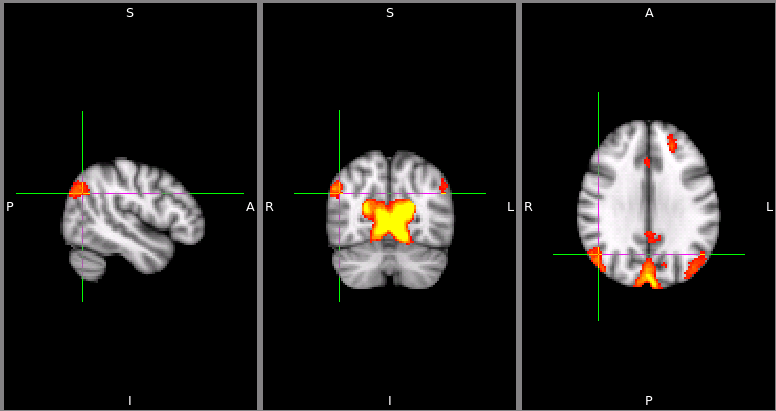 S S A
P A R L R L
I I P